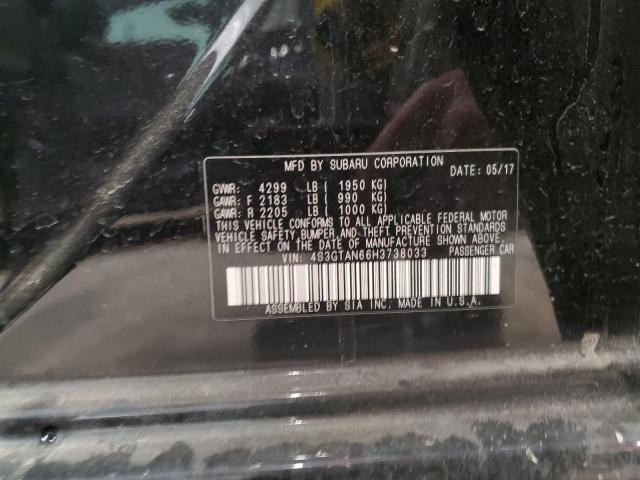 MFD BY SUBARU CORPORATION DATE: 05/17
GVWR: 4299 LB ( 1950 KG)
GAWR: F 2183 LB ( 990 KG)
GAWR: R 2205 LB ( 1000 KG)
THIS VEHICLE CONFORMS TO ALL APPLICABLE FEDERAL MOTOR
VEHICLE SAFETY, BUMPER, AND THEFT PREVENTION STANDARDS
IN EFFECT ON THE DATE OF MANUFACTURE SHOWN ABOVE.
VIN: 4S3GTAN66H3738033 PASSENGER CAR
ASSEMBLED BY SIA INC. MADE IN U.S.A.